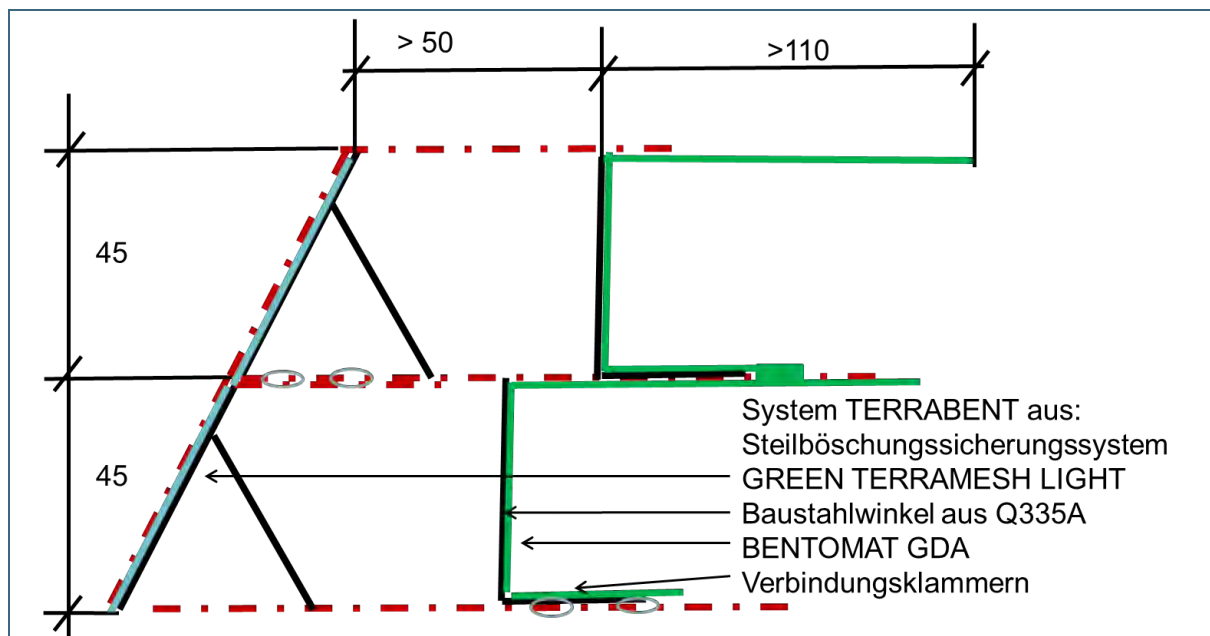 > 50
>110
45
45
System TERRABENT aus:
Steilböschungssicherungssystem
GREEN TERRAMESH LIGHT
Baustahlwinkel aus Q335A
BENTOMAT GDA
Verbindungsklammern